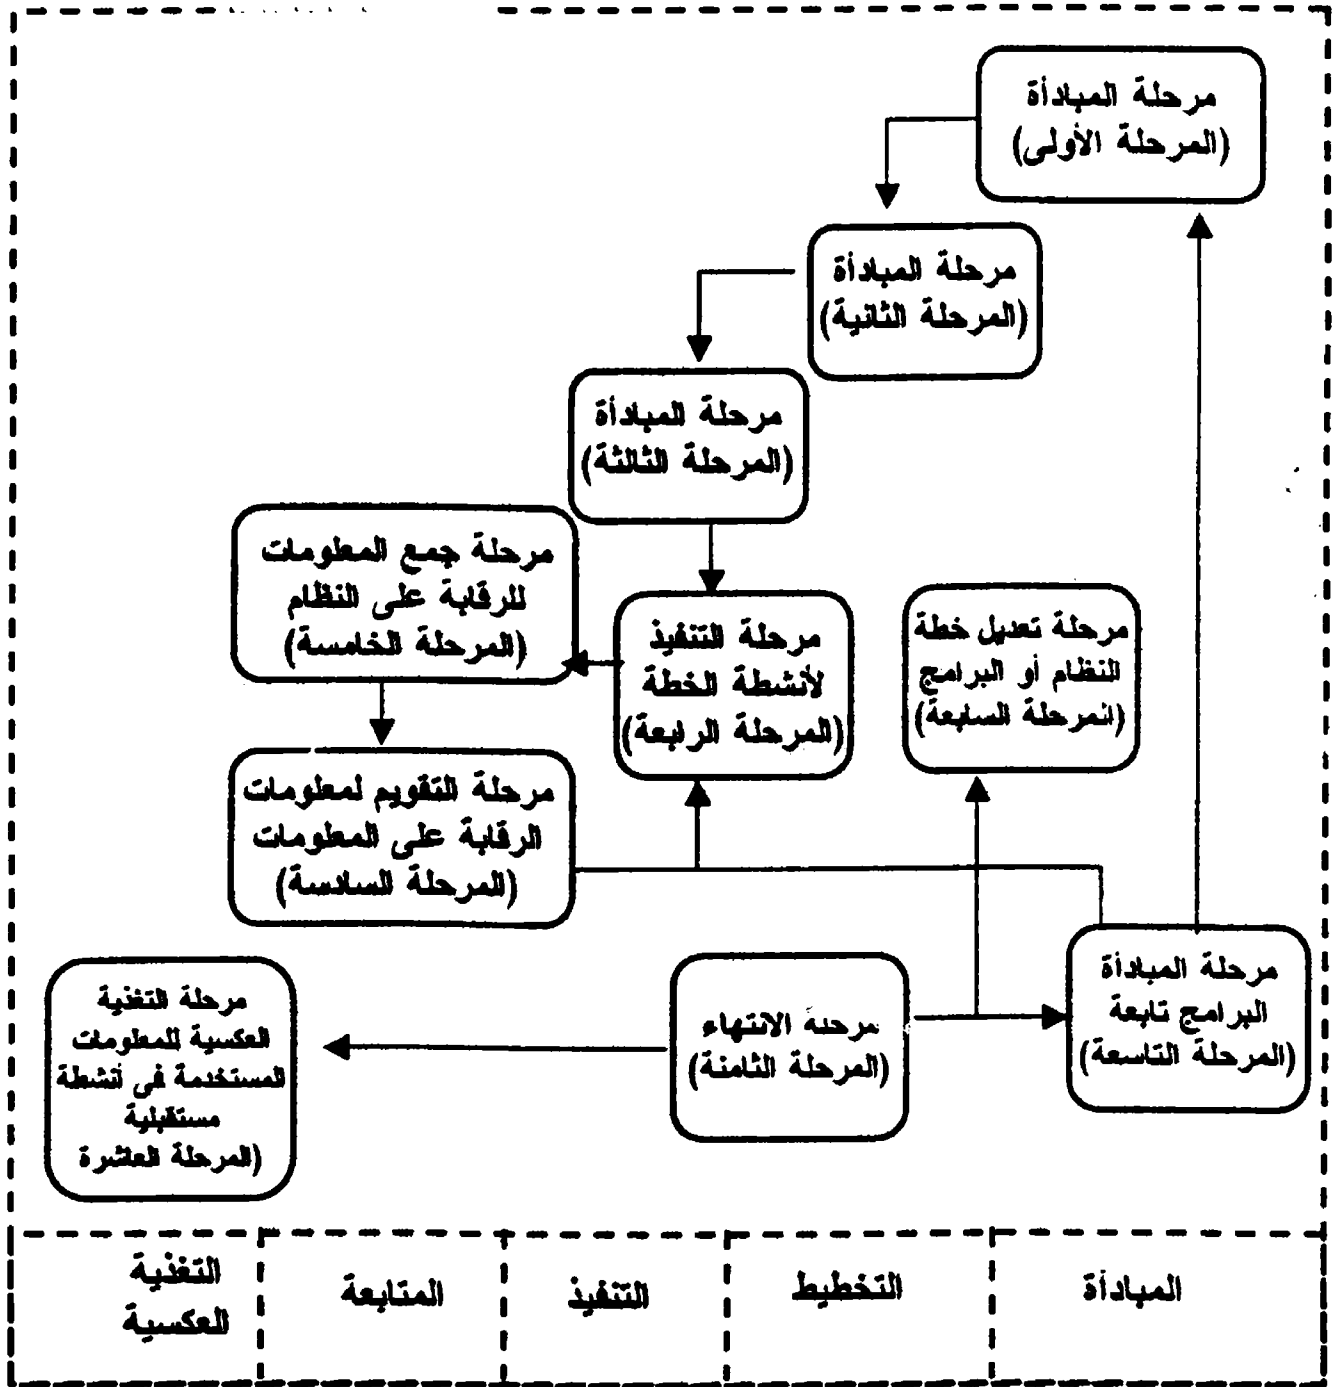 مرحلة المبادأة
(المرحلة الأولى)
مرحلة المبادأة
(المرحلة الثانية)
مرحلة المبادأة
(المرحلة الثالثة)
مرحلة جمع المعلومات
للرقابة على النظام
(المرحلة الخامسة)
مرحلة التنفيذ
لأنشطة الخطة
(المرحلة الرابعة)
مرحلة تعديل خطة
النظام أو البرامج
(المرحلة السابعة)
مرحلة التقويم لمعلومات
الرقابة على المعلومات
(المرحلة السادسة)
مرحلة المبادأة
البرامج تابعة
(المرحلة التاسعة)
مرحلة الانتهاء
(المرحلة الثامنة)
مرحلة التغذية
العكسية للمعلومات
المستخدمة فى أنشطة
مستقبلية
(المرحلة العاشرة
المبادأة
التخطيط
التنفيذ
المتابعة
التغذية
العكسية